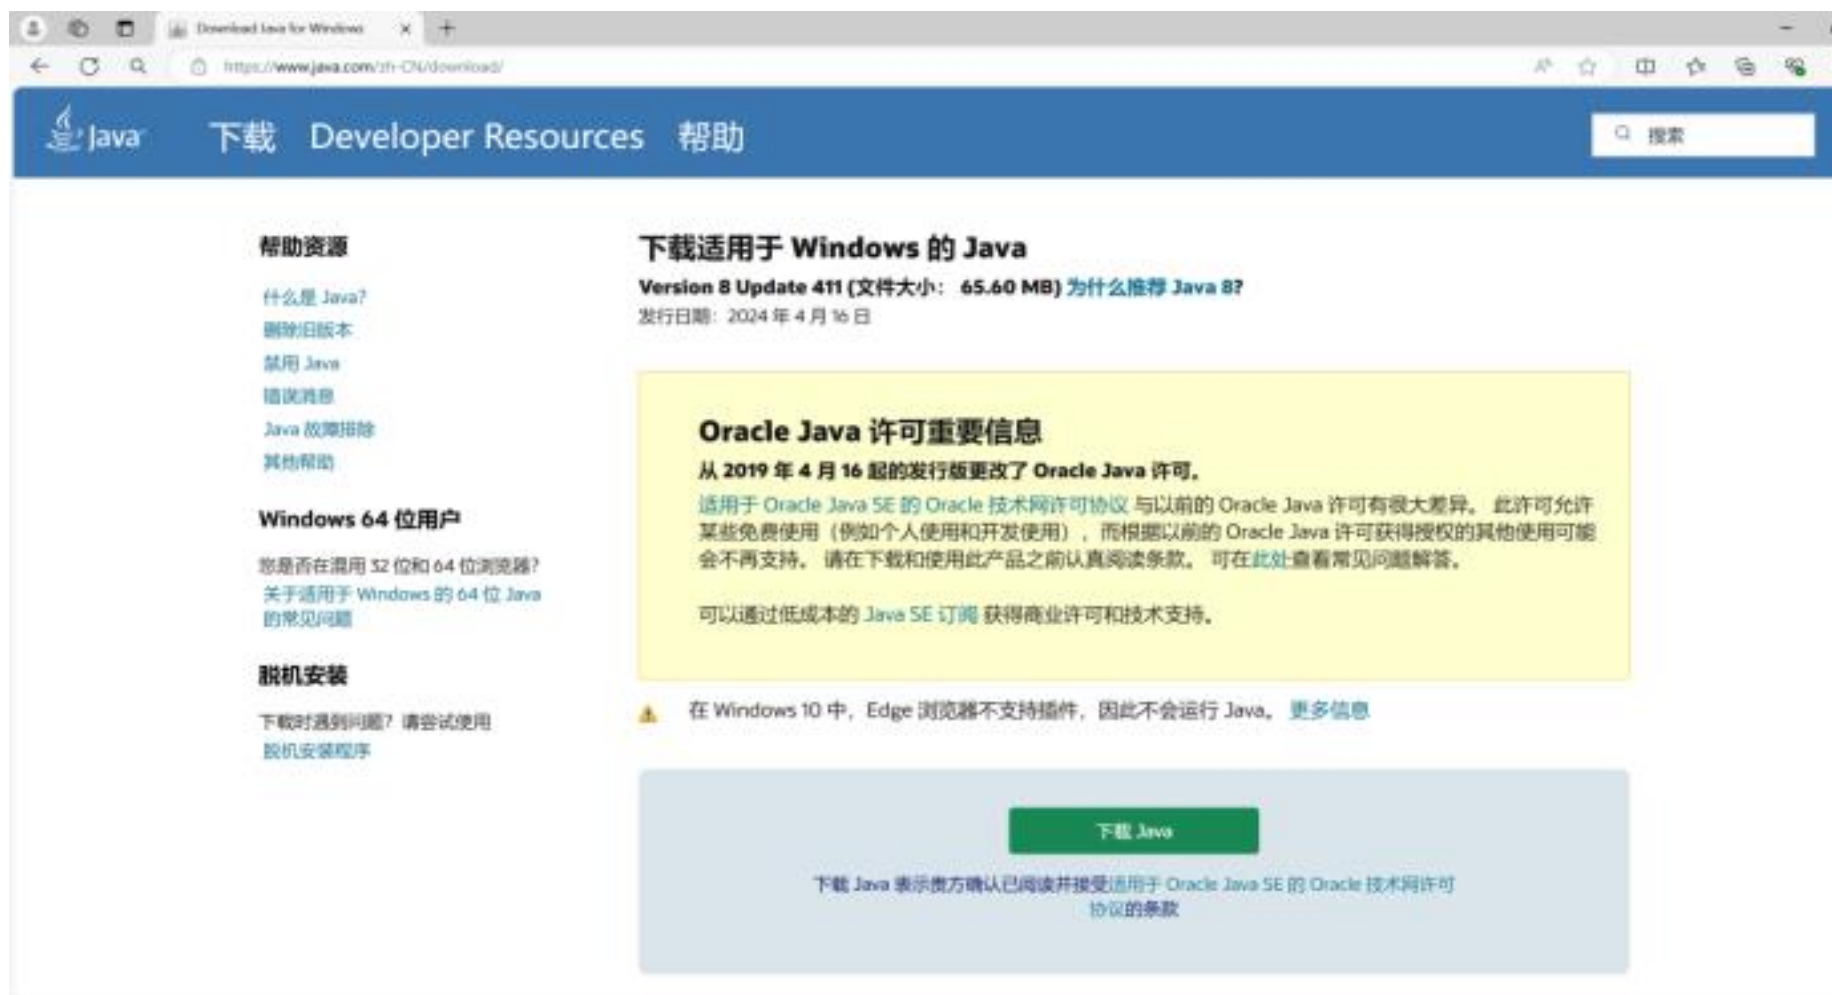 Download Java for Windows
https://www.java.com/zh-CN/download/
Java
下载 Developer Resources 帮助
搜索
帮助资源
什么是 Java?
删除旧版本
禁用 Java
错误消息
Java 故障排除
其他帮助
Windows 64 位用户
您是否在混用 32 位和 64 位浏览器?
关于适用于 Windows 的 64 位 Java
的常见问题
脱机安装
下载时遇到问题? 请尝试使用
脱机安装程序
下载适用于 Windows 的 Java
Version 8 Update 411 (文件大小: 65.60 MB) 为什么推荐 Java 8?
发行日期: 2024 年 4 月 16 日
Oracle Java 许可重要信息
从 2019 年 4 月 16 起的发行版更改了 Oracle Java 许可。
适用于 Oracle Java SE 的 Oracle 技术网许可协议 与以前的 Oracle Java 许可有很大差异。 此许可允许
某些免费使用（例如个人使用和开发使用）, 而根据以前的 Oracle Java 许可获得授权的其他使用可能
会不再支持。 请在下载和使用此产品之前认真阅读条款。 可在此处查看常见问题解答。
可以通过低成本的 Java SE 订阅 获得商业许可和技术支持。
在 Windows 10 中, Edge 浏览器不支持插件, 因此不会运行 Java。 更多信息
下载 Java
下载 Java 表示贵方确认已阅读并接受适用于 Oracle Java SE 的 Oracle 技术网许可
协议的条款